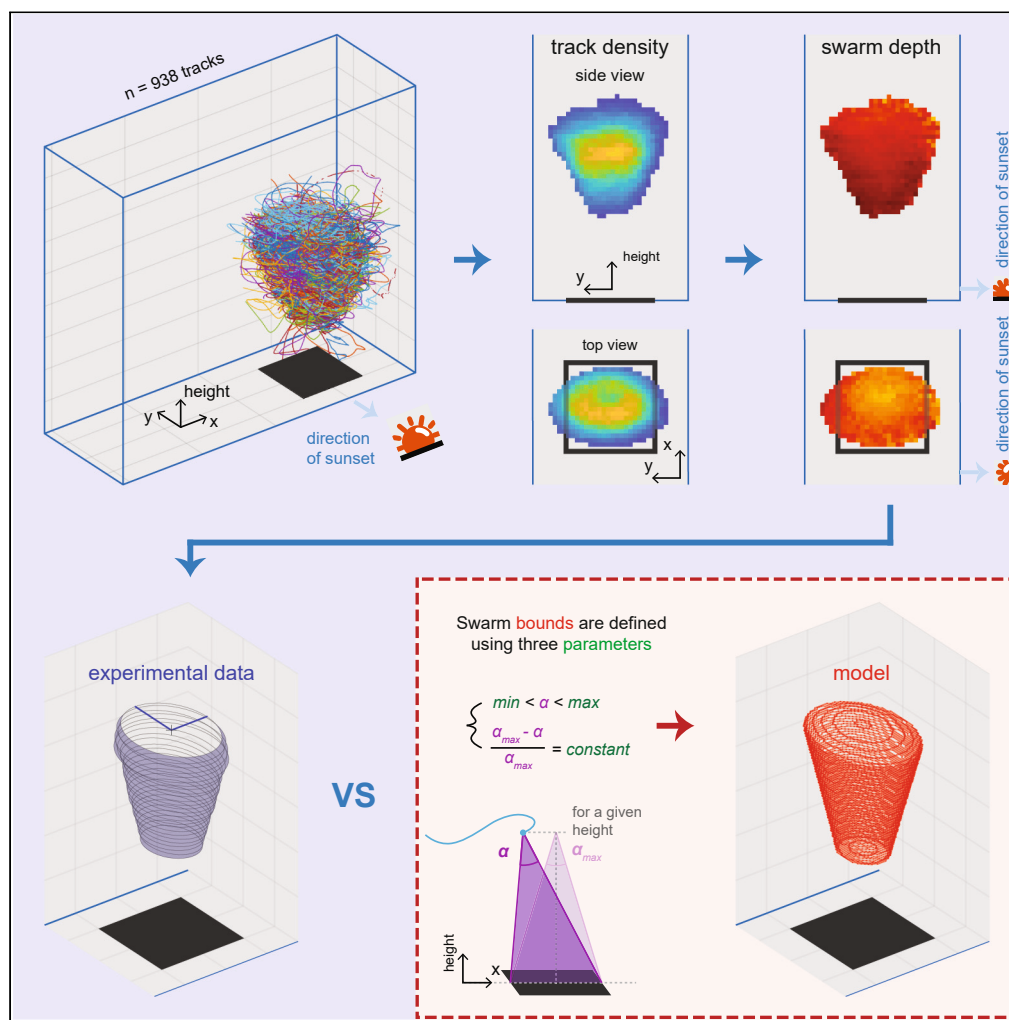 n = 938 tracks
height
y
x
direction
of sunset
track density
side view
height
y
top view
x
y
swarm depth
direction of sunset
direction of sunset
experimental data
VS
Swarm bounds are defined
using three parameters
min < α < max
α_max - α
α_max
= constant
for a given
height
α
α_max
height
x
model